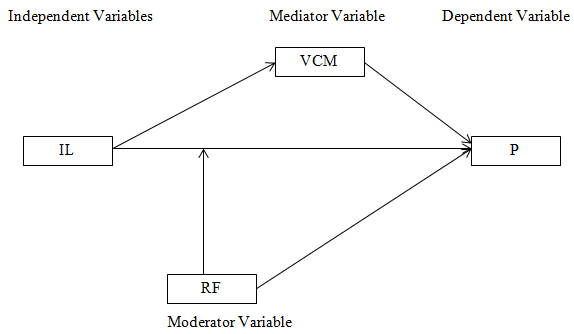 Independent Variables
Mediator Variable
Dependent Variable
VCM
IL
P
RF
Moderator Variable